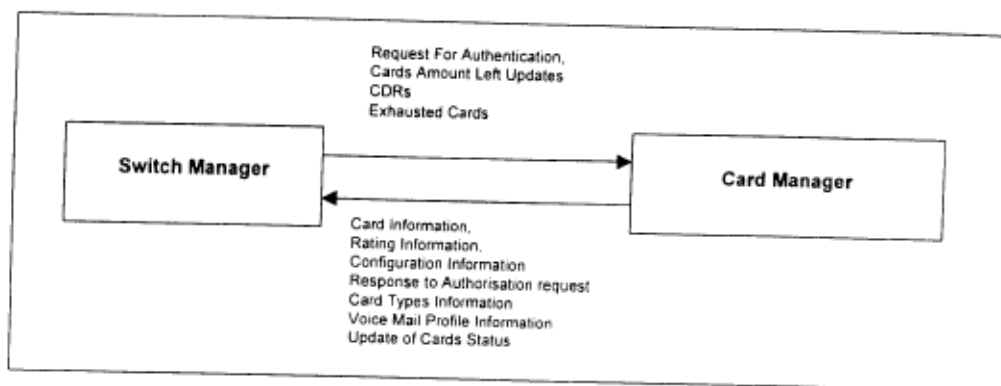 Request For Authentication,
Cards Amount Left Updates
CDRs
Exhausted Cards
Switch Manager
Card Manager
Card Information,
Rating Information.
Configuration Information
Response to Authorisation request
Card Types Information
Voice Mail Profile Information
Update of Cards Status